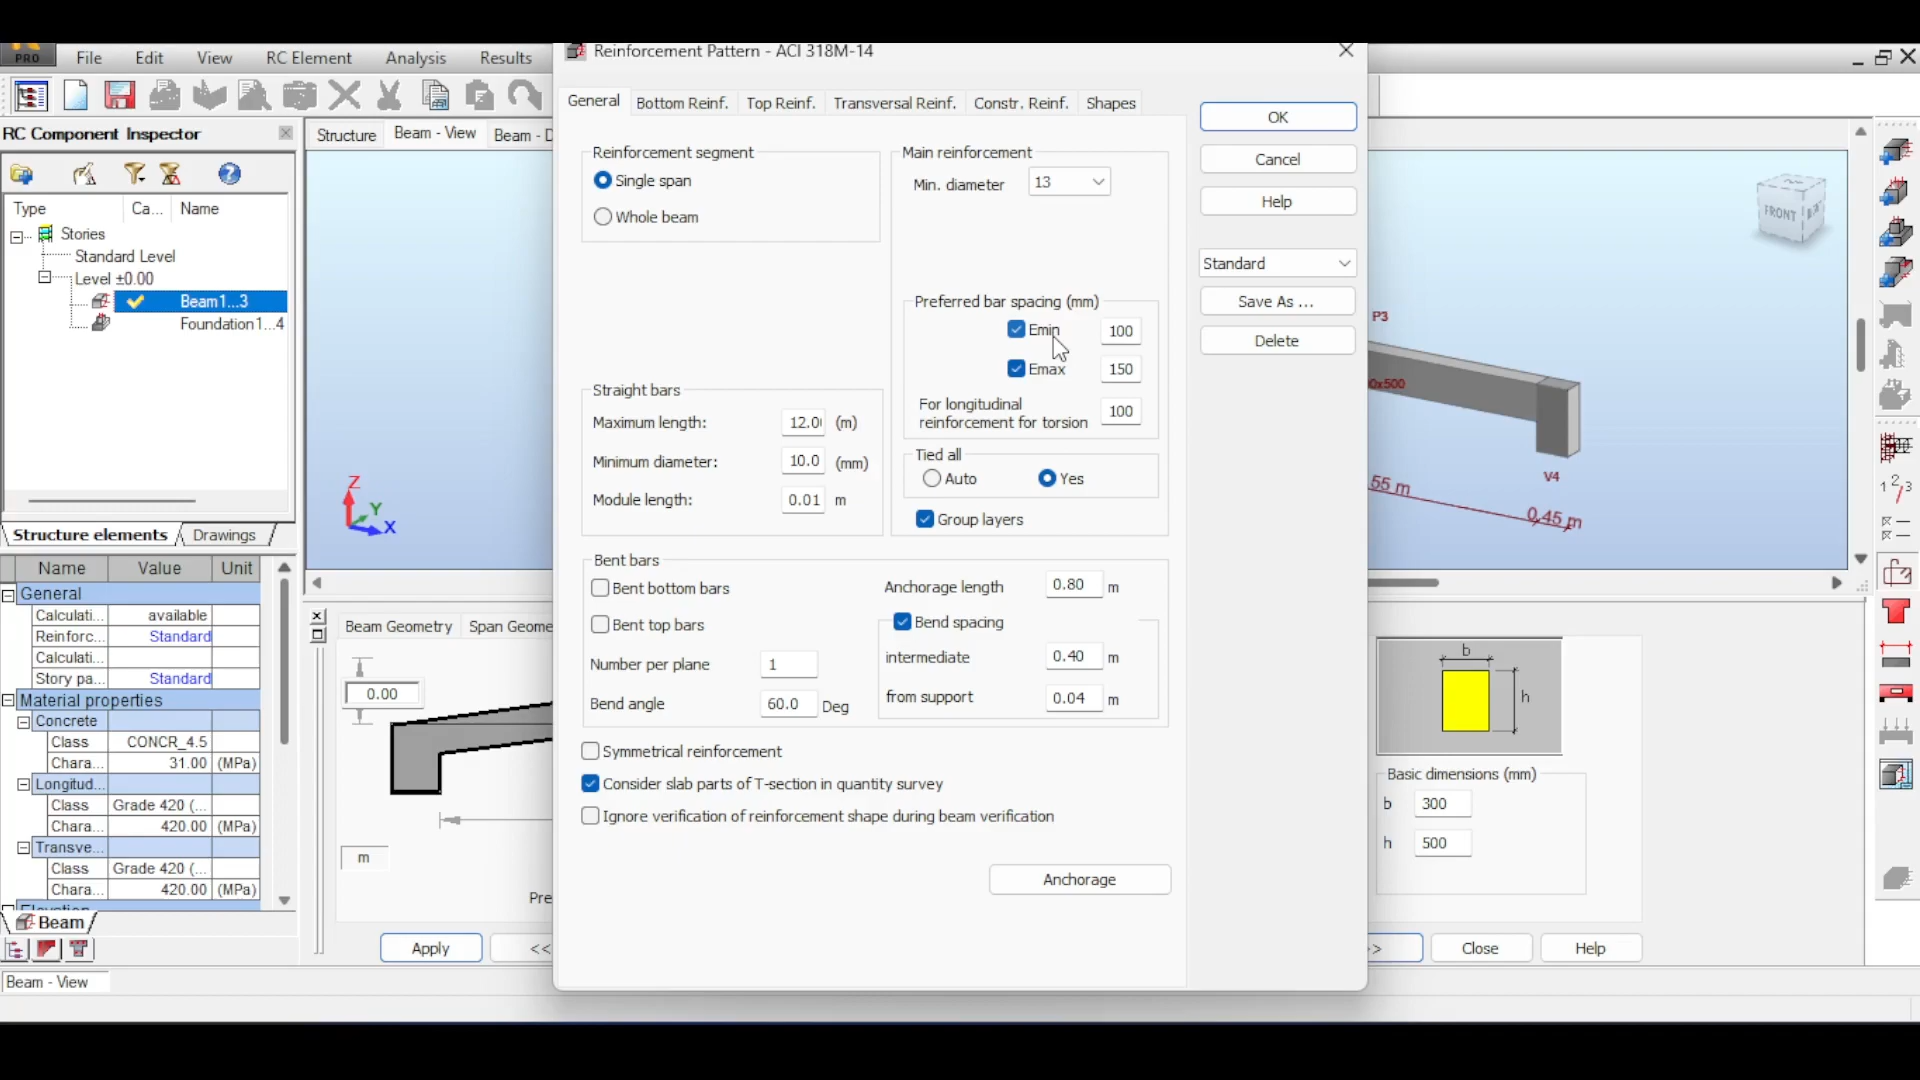 PRO
File Edit View RC Element Analysis Results
RC Component Inspector
Type Ca... Name
Stories
Standard Level
Level ±0.00
Beam1...3
Foundation1...4
Structure elements Drawings
Name Value Unit
General
Calculati... available
Reinforc... Standard
Calculati...
Story pa... Standard
Material properties
Concrete
Class CONCR_4.5
Chara... 31.00 (MPa)
Longitud...
Class Grade 420 (...
Chara... 420.00 (MPa)
Transve...
Class Grade 420 (...
Chara... 420.00 (MPa)
Beam
Beam - View
Structure Beam - View Beam - D
Z
Y
X
Beam Geometry Span Geome
0.00
m
Pre
Apply <<
Reinforcement Pattern - ACI 318M-14
General Bottom Reinf. Top Reinf. Transversal Reinf. Constr. Reinf. Shapes
Reinforcement segment
Single span
Whole beam
Main reinforcement
Min. diameter 13
Preferred bar spacing (mm)
Emin 100
Emax 150
For longitudinal
reinforcement for torsion 100
Straight bars
Maximum length: (m)
Minimum diameter: 10.0 (mm)
Module length: 0.01 m
Tied all
Auto Yes
Group layers
Bent bars
Bent bottom bars
Bent top bars
Number per plane 1
Bend angle 60.0 Deg
Anchorage length 0.80 m
Bend spacing
intermediate 0.40 m
from support 0.04 m
Symmetrical reinforcement
Consider slab parts of T-section in quantity survey
Ignore verification of reinforcement shape during beam verification
Anchorage
OK
Cancel
Help
Standard
Save As ...
Delete
FRONT
P3
0x500
V4
55 m
0.45 m
b
h
Basic dimensions (mm)
b 300
h 500
>> Close Help
1 2/3